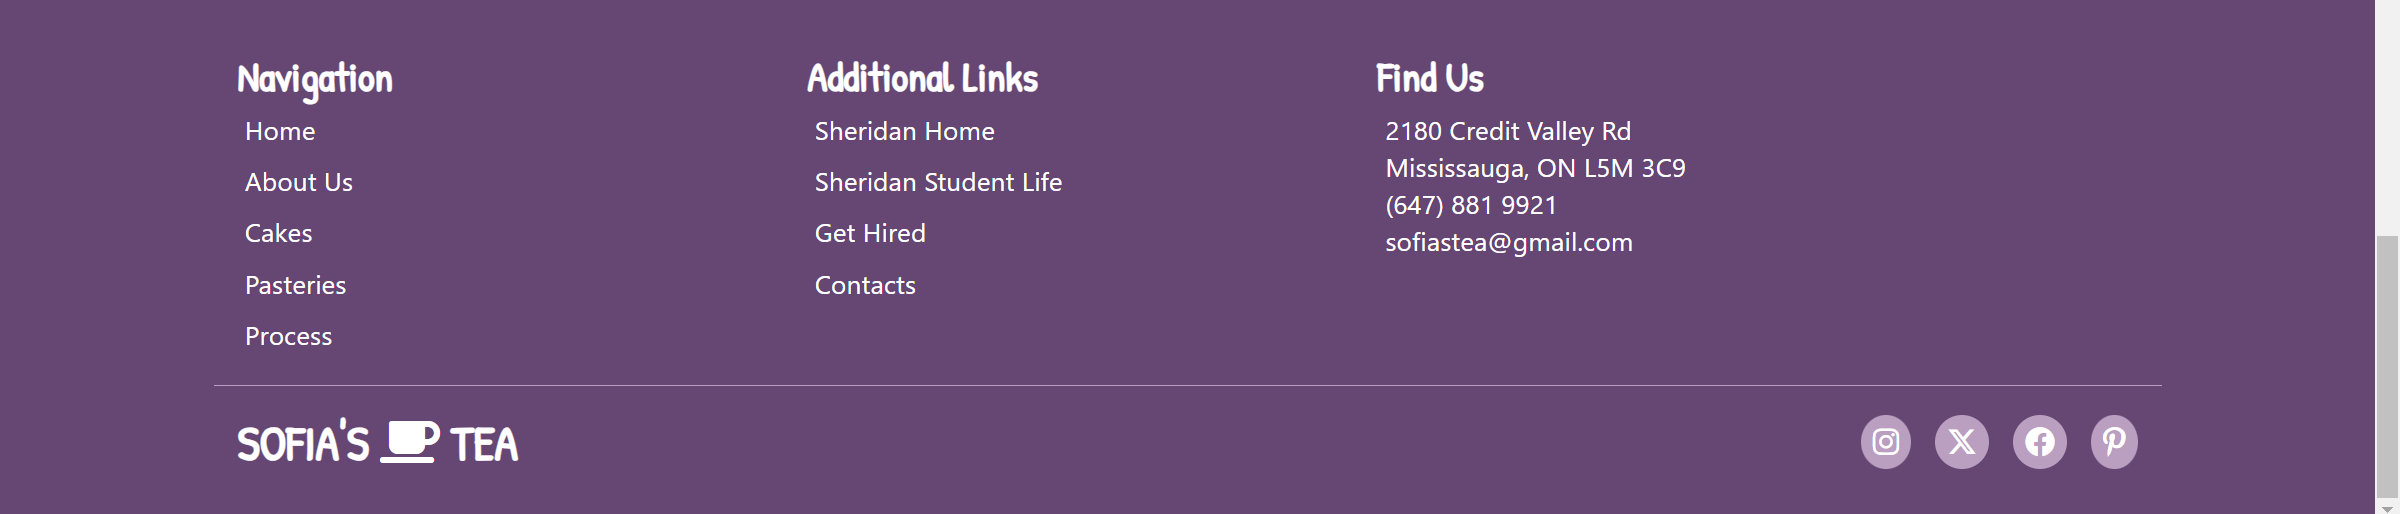 Navigation
Home
About Us
Cakes
Pasteries
Process
Additional Links
Sheridan Home
Sheridan Student Life
Get Hired
Contacts
Find Us
2180 Credit Valley Rd
Mississauga, ON L5M 3C9
(647) 881 9921
sofiastea@gmail.com
SOFIA'S TEA